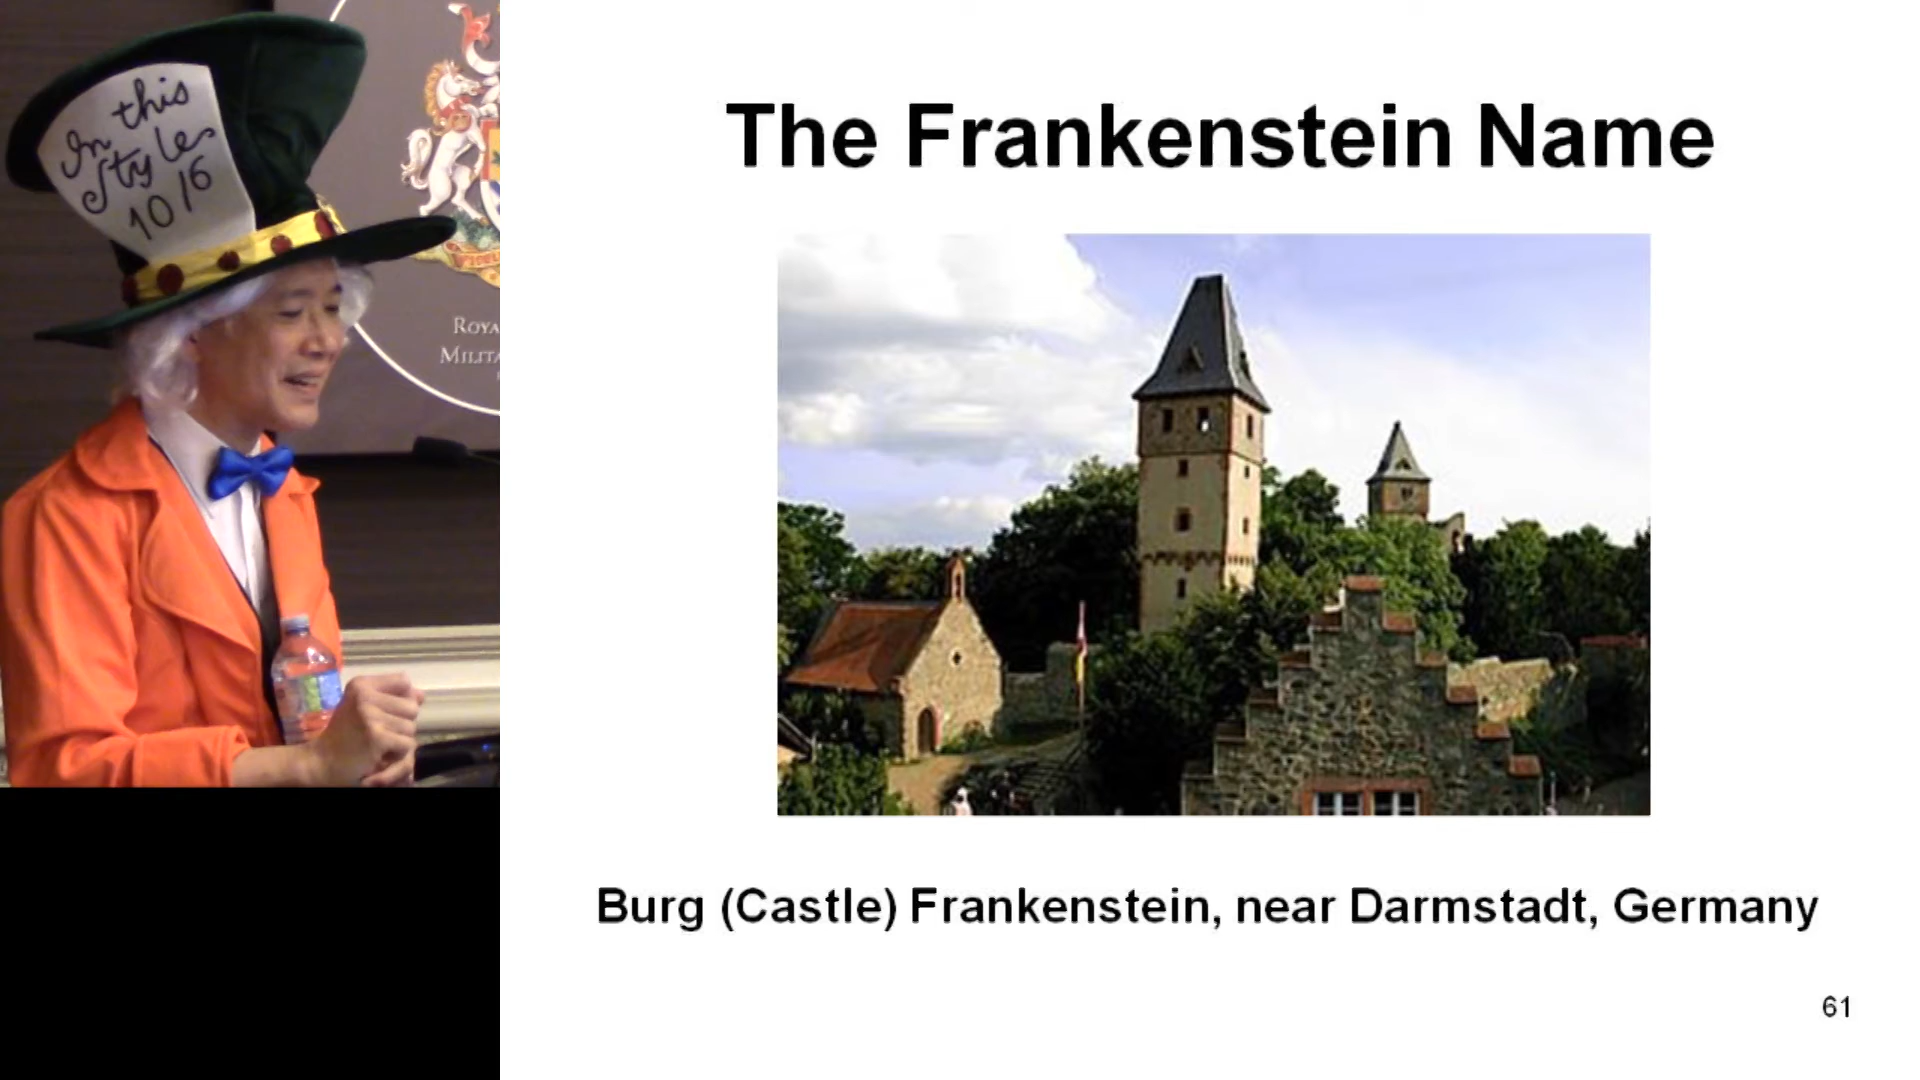 In this
Style
10/6
The Frankenstein Name
Burg (Castle) Frankenstein, near Darmstadt, Germany
61